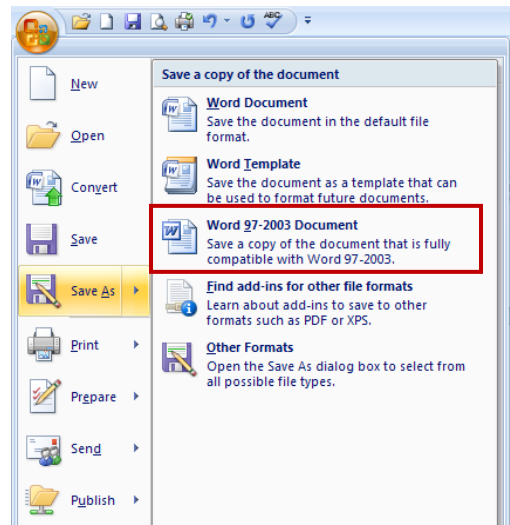 ABC
New
Open
Convert
Save
Save As
Print
Prepare
Send
Publish
Save a copy of the document
Word Document
Save the document in the default file
format.
Word Template
Save the document as a template that can
be used to format future documents.
Word 97-2003 Document
Save a copy of the document that is fully
compatible with Word 97-2003.
Find add-ins for other file formats
Learn about add-ins to save to other
formats such as PDF or XPS.
Other Formats
Open the Save As dialog box to select from
all possible file types.